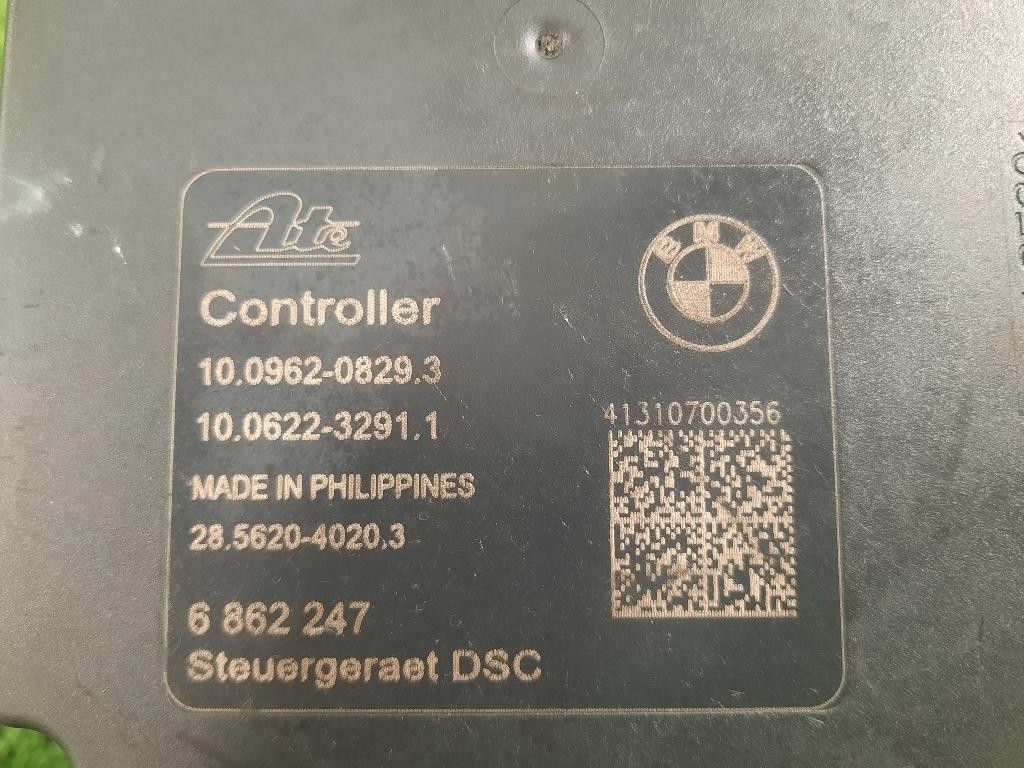 Ate
BMW
Controller
10.0962-0829.3
10.0622-3291.1
41310700356
MADE IN PHILIPPINES
28.5620-4020.3
6 862 247
Steuergeraet DSC